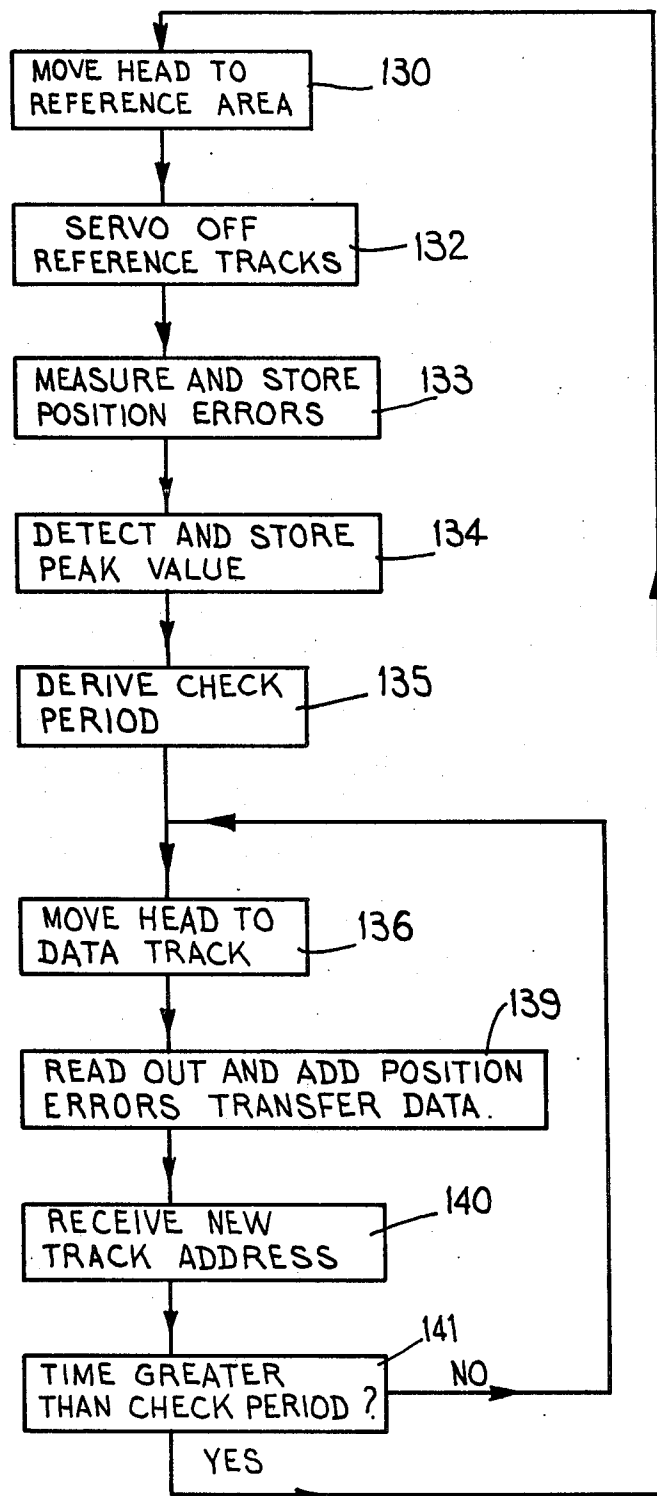 MOVE HEAD TO
REFERENCE AREA
130
SERVO OFF
REFERENCE TRACKS
132
MEASURE AND STORE
POSITION ERRORS
133
DETECT AND STORE
PEAK VALUE
134
DERIVE CHECK
PERIOD
135
MOVE HEAD TO
DATA TRACK
136
139
READ OUT AND ADD POSITION
ERRORS TRANSFER DATA.
RECEIVE NEW
TRACK ADDRESS
140
141
TIME GREATER
THAN CHECK PERIOD ?
NO
YES